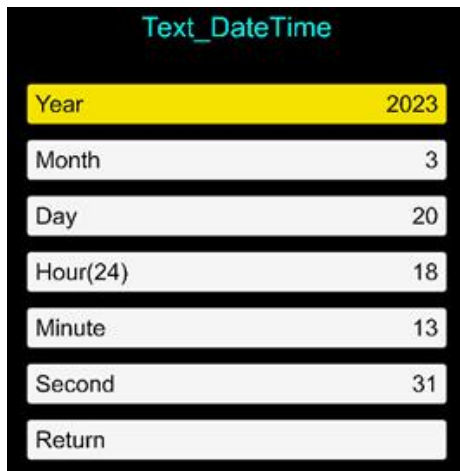 Text_DateTime
Year 2023
Month 3
Day 20
Hour(24) 18
Minute 13
Second 31
Return